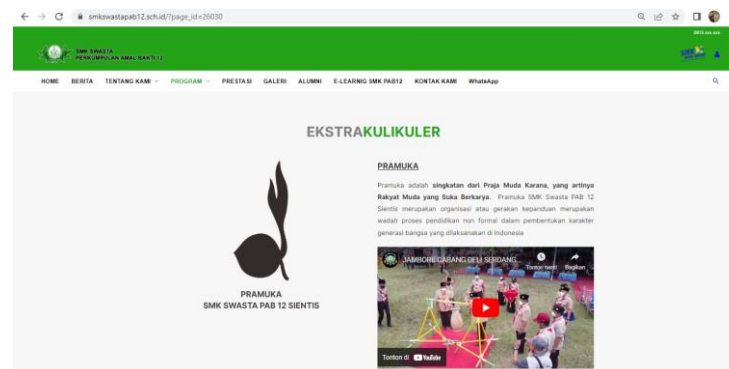 smkswastapab12.sch.id/?page_id=26030
SMK SWASTA
PERKUMPULAN AMAL BAKTI 12
HOME BERITA TENTANG KAMI PROGRAM PRESTASI GALERI ALUMNI E-LEARNIG SMK PAB12 KONTAK KAMI WhatsApp
EKSTRAKULIKULER
PRAMUKA
Pramuka adalah singkatan dari Praja Muda Karana, yang artinya
Rakyat Muda yang Suka Berkarya. Pramuka SMK Swasta PAB 12
Sientis merupakan organisasi atau gerakan kepanduan merupakan
wadah proses pendidikan non formal dalam pembentukan karakter
generasi bangsa yang dilaksanakan di Indonesia
JAMBORE CABANG DELI SERDANG...
Tonton nanti Bagikan
PRAMUKA
SMK SWASTA PAB 12 SIENTIS
Tonton di YouTube